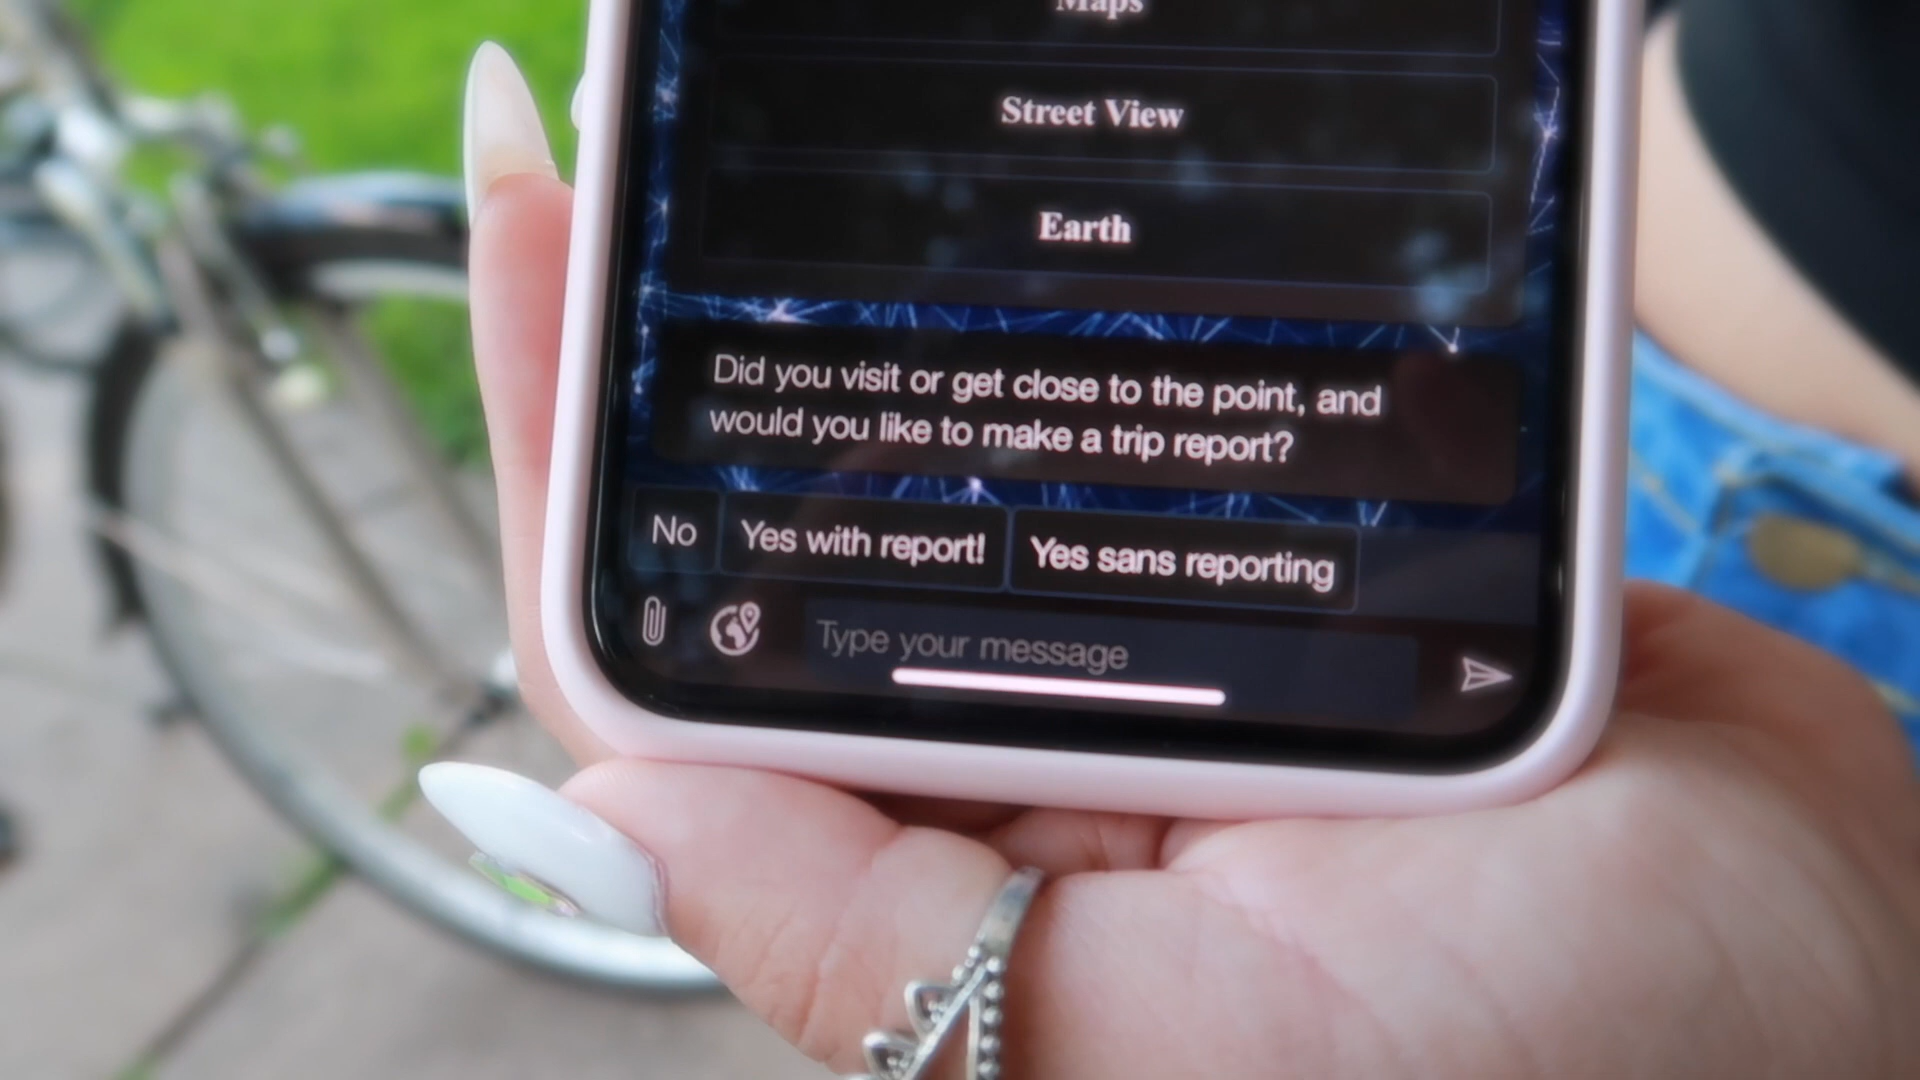 Maps
Street View
Earth
Did you visit or get close to the point, and
would you like to make a trip report?
No
Yes with report!
Yes sans reporting
Type your message